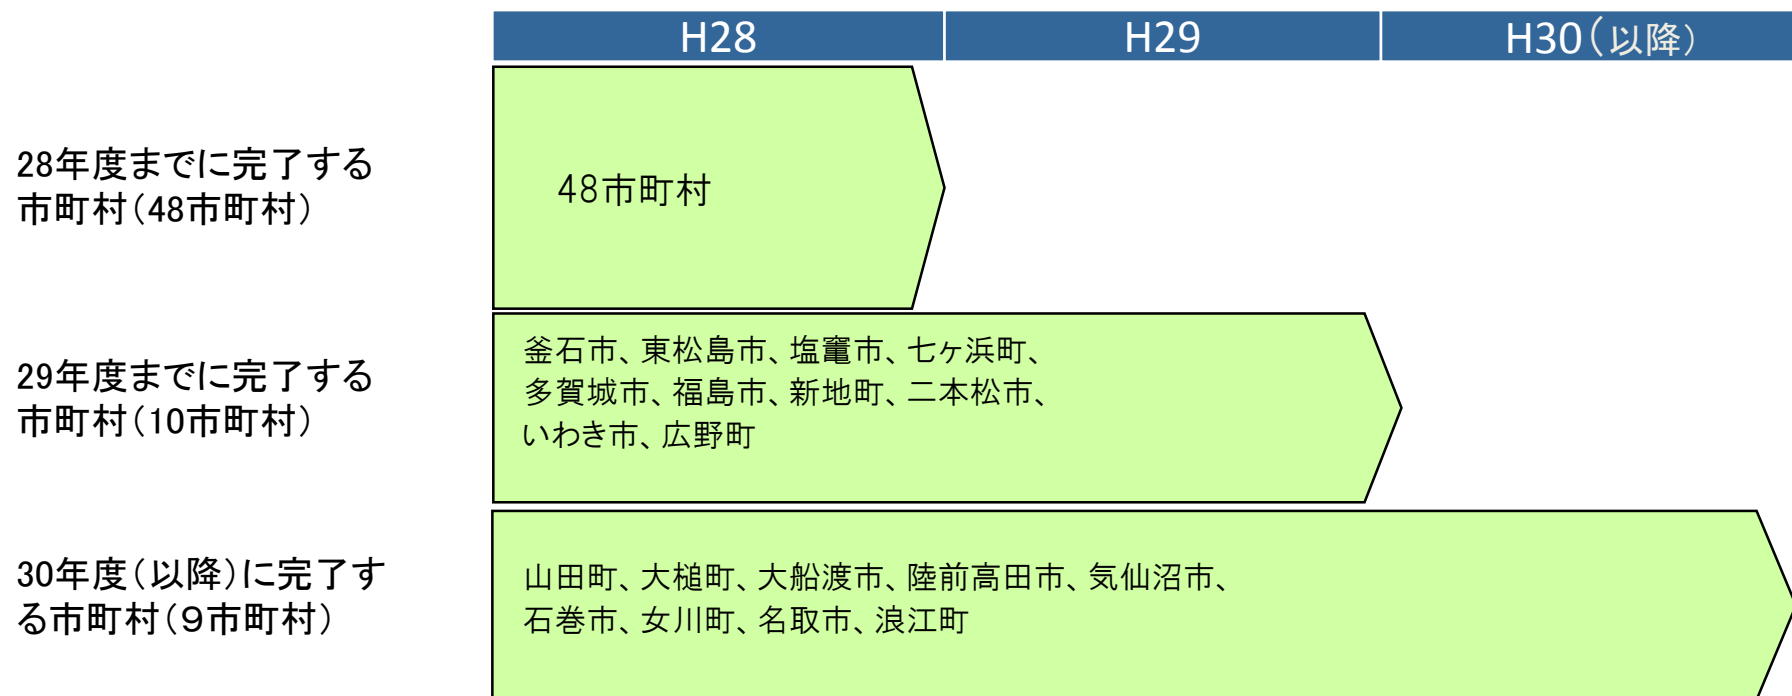 H28
H29
H30（以降）
28年度までに完了する
市町村（48市町村）
48市町村
29年度までに完了する
市町村（10市町村）
釜石市、東松島市、塩竈市、七ヶ浜町、
多賀城市、福島市、新地町、二本松市、
いわき市、広野町
30年度（以降）に完了す
る市町村（９市町村）
山田町、大槌町、大船渡市、陸前高田市、気仙沼市、
石巻市、女川町、名取市、浪江町